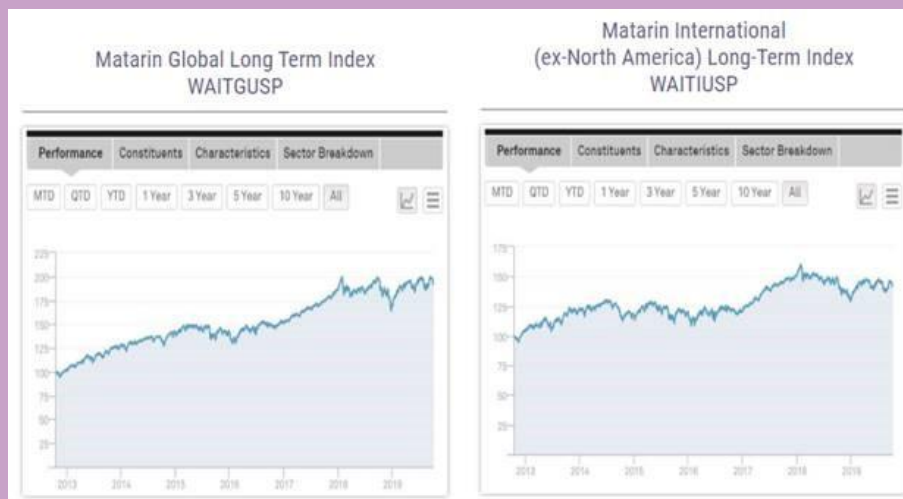 Matarin Global Long Term Index
WAITGUSP
Performance Constituents Characteristics Sector Breakdown
MTD QTD YTD 1 Year 3 Year 5 Year 10 Year All
225
200
175
150
125
100
75
50
25
2013 2014 2015 2016 2017 2018 2019
Matarin International
(ex-North America) Long-Term Index
WAITIUSP
Performance Constituents Characteristics Sector Breakdown
MTD QTD YTD 1 Year 3 Year 5 Year 10 Year All
175
150
125
100
75
50
25
2013 2014 2015 2016 2017 2018 2019